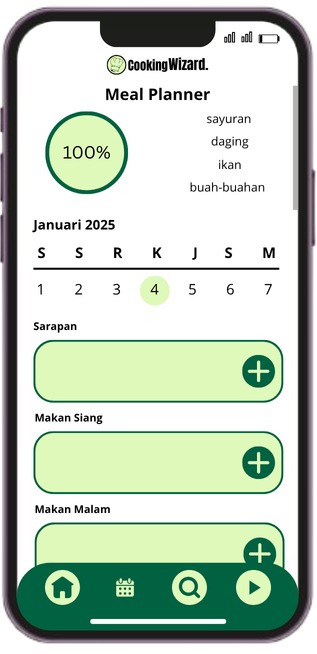 CookingWizard.
Meal Planner
100%
sayuran
daging
ikan
buah-buahan
Januari 2025
S S R K J S M
1 2 3 4 5 6 7
Sarapan
Makan Siang
Makan Malam